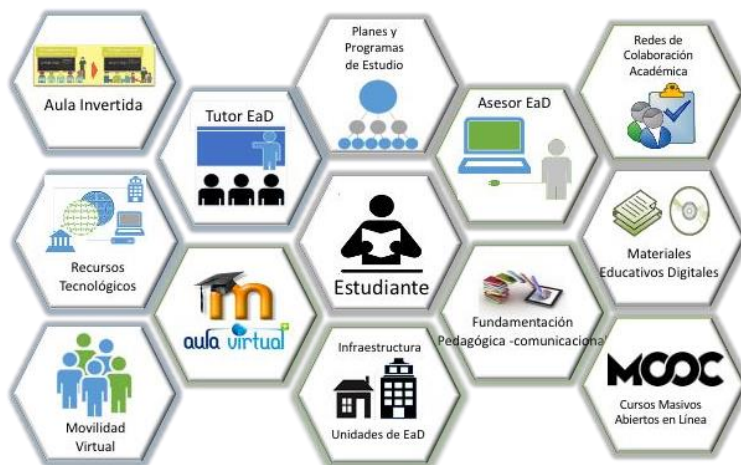 Aula Invertida
Tutor EaD
Planes y
Programas
de Estudio
Asesor EaD
Redes de
Colaboración
Académica
Recursos
Tecnológicos
m
aula virtual
Estudiante
Fundamentación
Pedagógica -comunicacional
Materiales
Educativos Digitales
Movilidad
Virtual
Infraestructura
Unidades de EaD
MOOC
Cursos Masivos
Abiertos en Línea